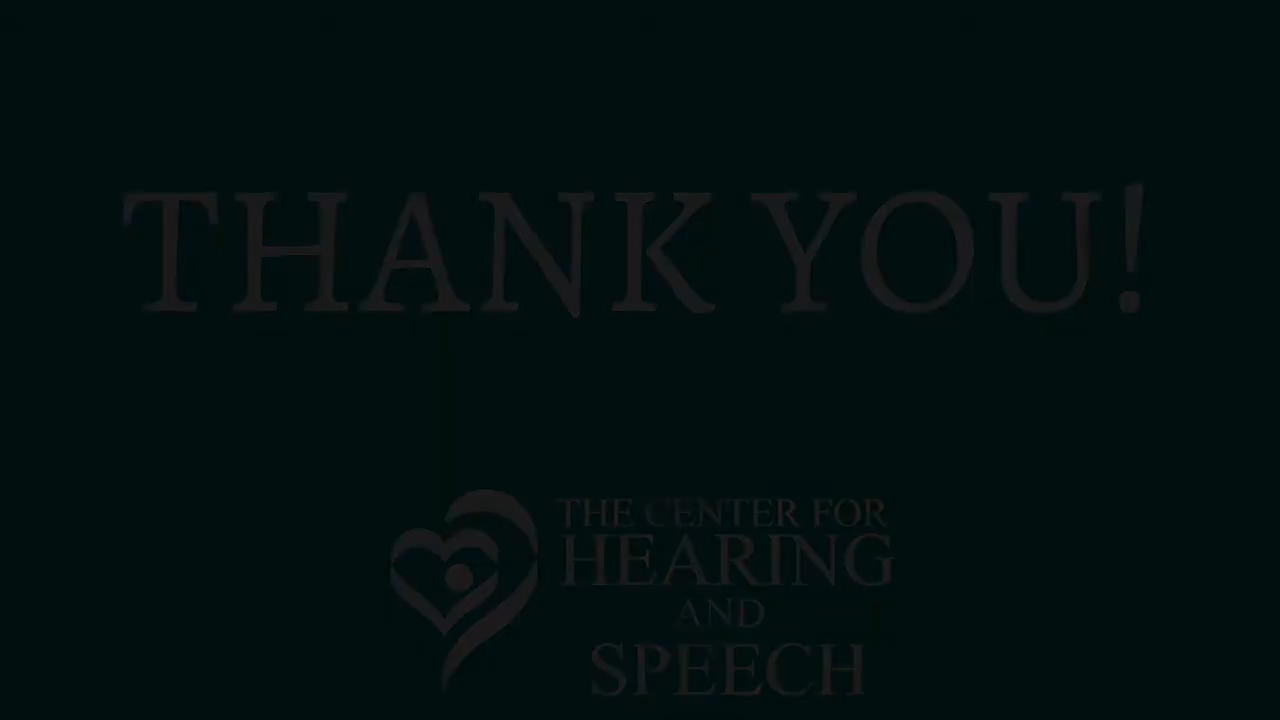 THANK YOU!
THE CENTER FOR
HEARING
AND
SPEECH